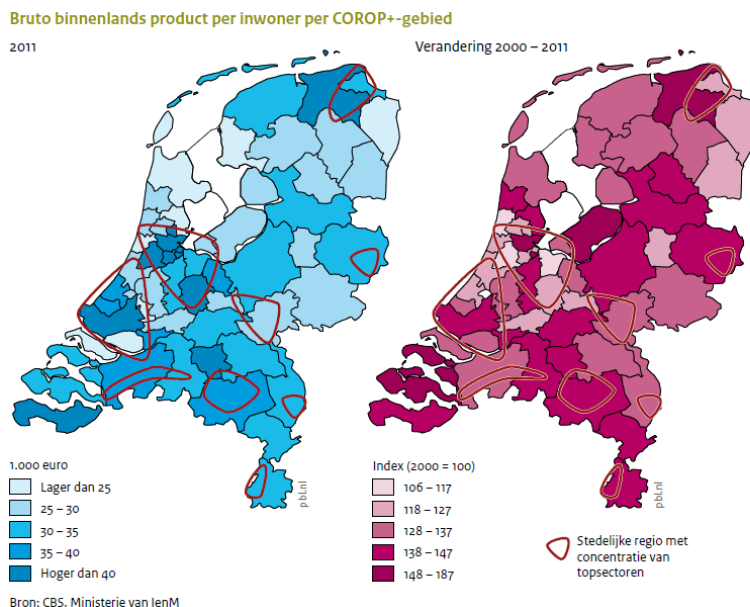 Bruto binnenlands product per inwoner per COROP+-gebied
2011
Verandering 2000 – 2011
1.000 euro
Lager dan 25
25 – 30
30 – 35
35 – 40
Hoger dan 40
pbl.nl
Index (2000 = 100)
106 – 117
118 – 127
128 – 137
138 – 147
148 – 187
pbl.nl
Stedelijke regio met
concentratie van
topsectoren
Bron: CBS, Ministerie van IenM